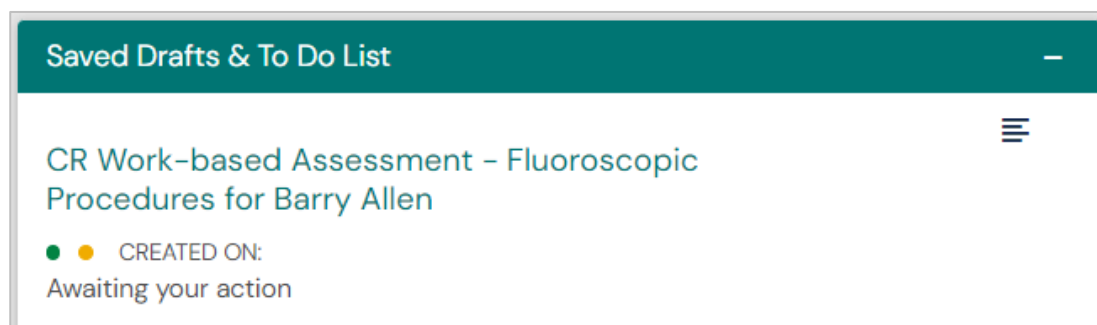 Saved Drafts & To Do List
CR Work-based Assessment - Fluoroscopic
Procedures for Barry Allen
CREATED ON:
Awaiting your action